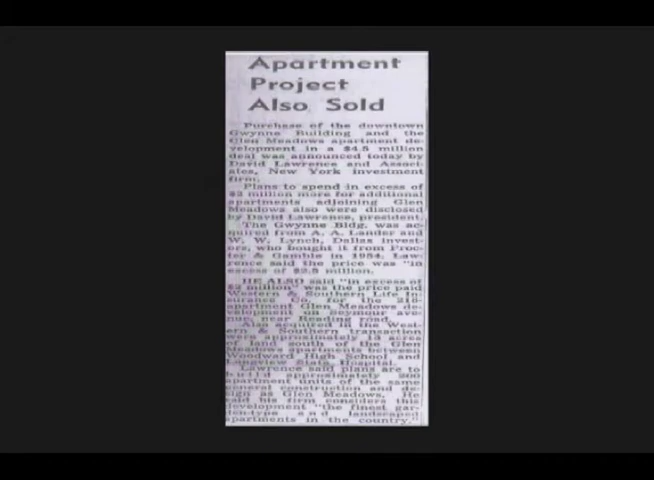 Apartment
Project
Also Sold
Purchase of the downtown
Gwynne Building and the
Glen Meadows apartment de-
velopment in a $4.5 million
deal was announced today by
David Lawrence and Associ-
ates, New York investment
firm.
Plans to spend in excess of
$2 million more for additional
apartments adjoining Glen
Meadows also were disclosed
by David Lawrence, president.
The Gwynne Bldg. was ac-
quired from A. A. Lander and
W. W. Lynch, Dallas invest-
ors, who bought it from Proc-
ter & Gamble in 1954. Law-
rence said the price was "in
excess of $2.5 million.
HE ALSO said "in excess of
$2 million" was the price paid
Western & Southern Life In-
surance Co. for the
apartment Glen Meadows de-
velopment on Seymour ave-
nue, near Reading road.
Also acquired in the West-
ern & Southern transaction
were approximately 13 acres
of land south of the Glen
Meadows apartments between
Woodward High School and
Longview State Hospital.
Lawrence said plans are to
build approximately 200
apartment units of the same
general construction and de-
sign as Glen Meadows. He
said his firm considers this
development "the finest gar-
den-type and landscaped
apartments in the country."